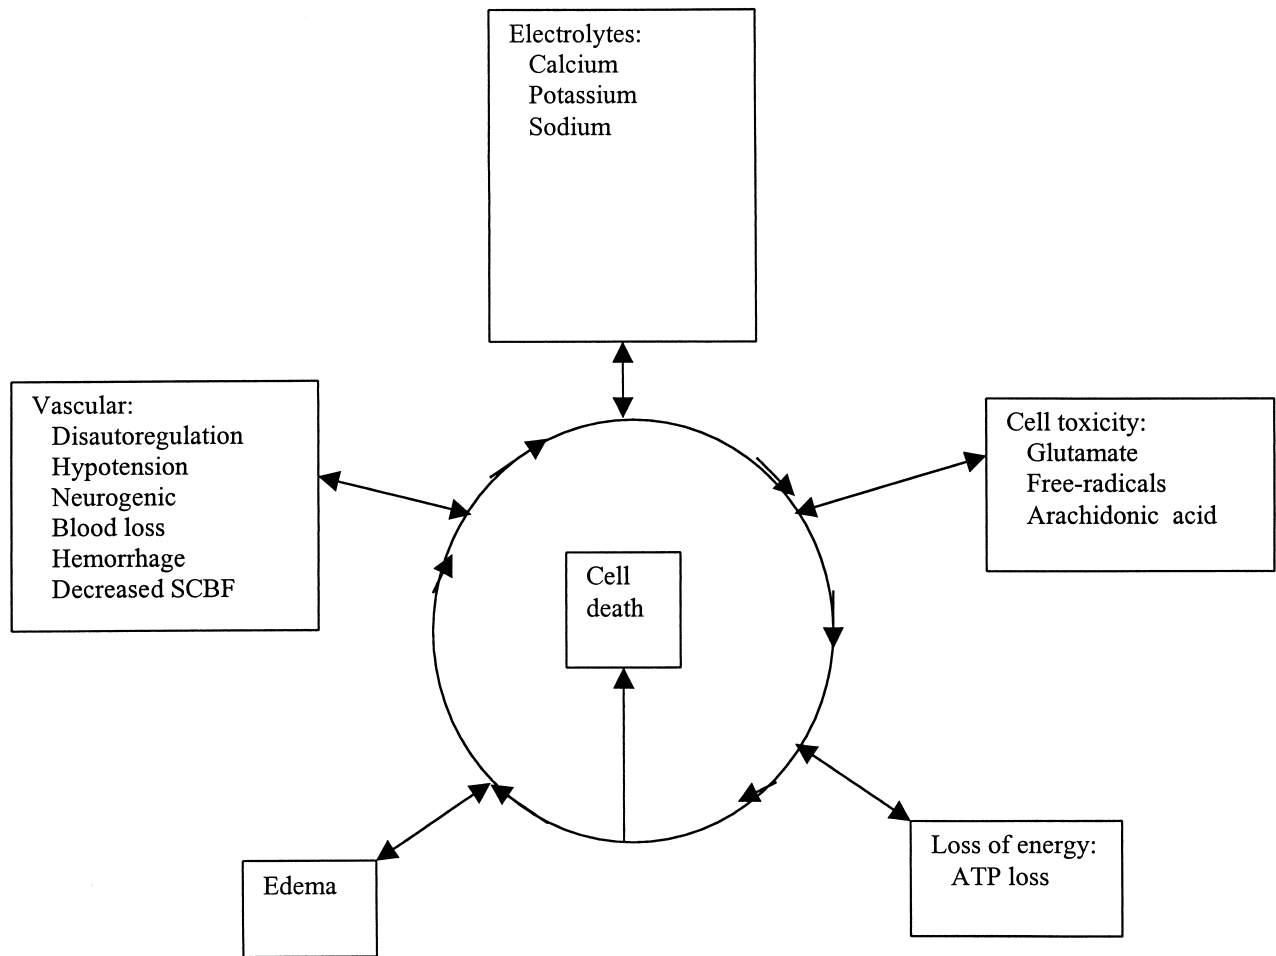 Electrolytes:
Calcium
Potassium
Sodium
Vascular:
Disautoregulation
Hypotension
Neurogenic
Blood loss
Hemorrhage
Decreased SCBF
Cell toxicity:
Glutamate
Free-radicals
Arachidonic acid
Cell
death
Edema
Loss of energy:
ATP loss